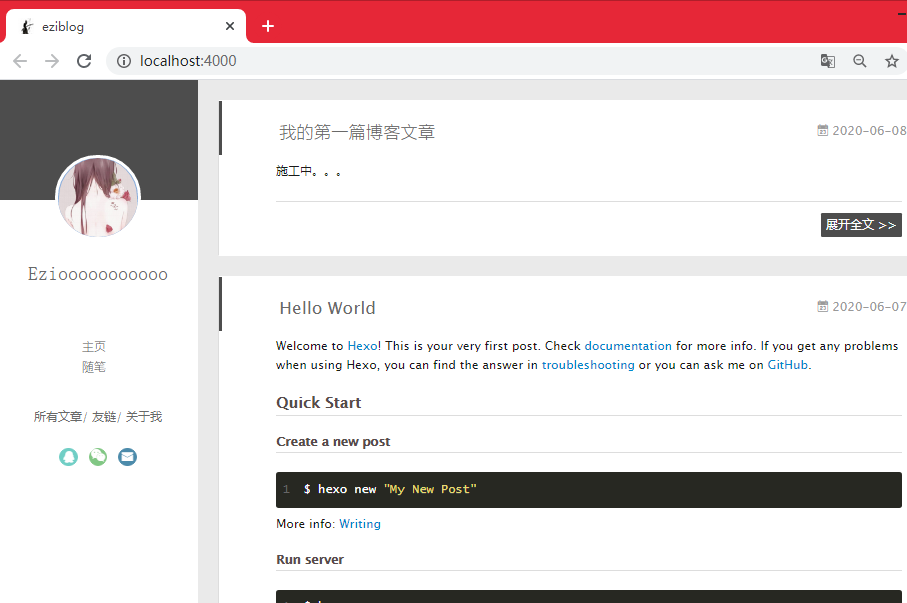 eziblog
localhost:4000
Eziooooooooooo
主页
随笔
所有文章/ 友链/ 关于我
我的第一篇博客文章
2020-06-08
施工中。。。
展开全文 >>
Hello World
2020-06-07
Welcome to Hexo! This is your very first post. Check documentation for more info. If you get any problems
when using Hexo, you can find the answer in troubleshooting or you can ask me on GitHub.
Quick Start
Create a new post
1 $ hexo new "My New Post"
More info: Writing
Run server